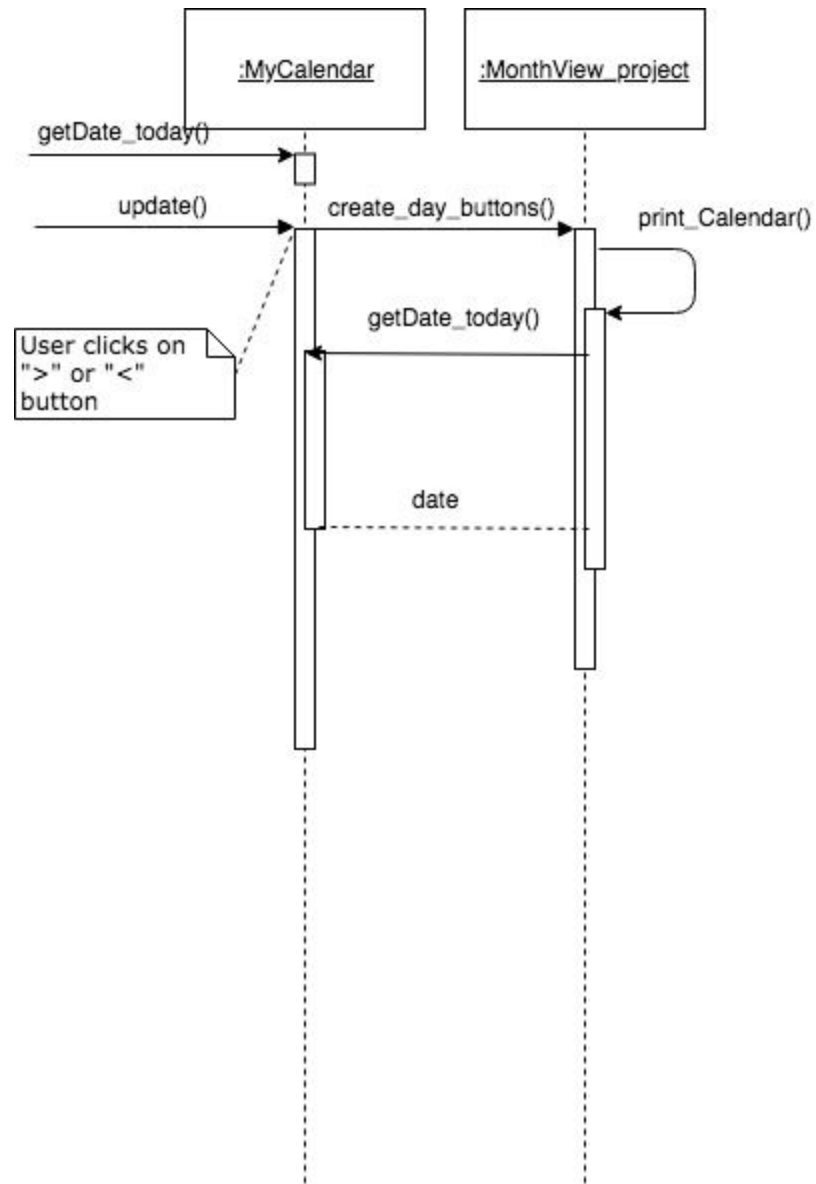 :MyCalendar
:MonthView_project
getDate_today()
update()
create_day_buttons()
print_Calendar()
getDate_today()
User clicks on
">" or "<"
button
date